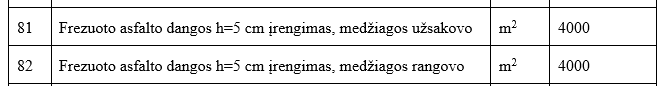 81 Frezuoto asfalto dangos h=5 cm įrengimas, medžiagos užsakovo m² 4000
82 Frezuoto asfalto dangos h=5 cm įrengimas, medžiagos rangovo m² 4000